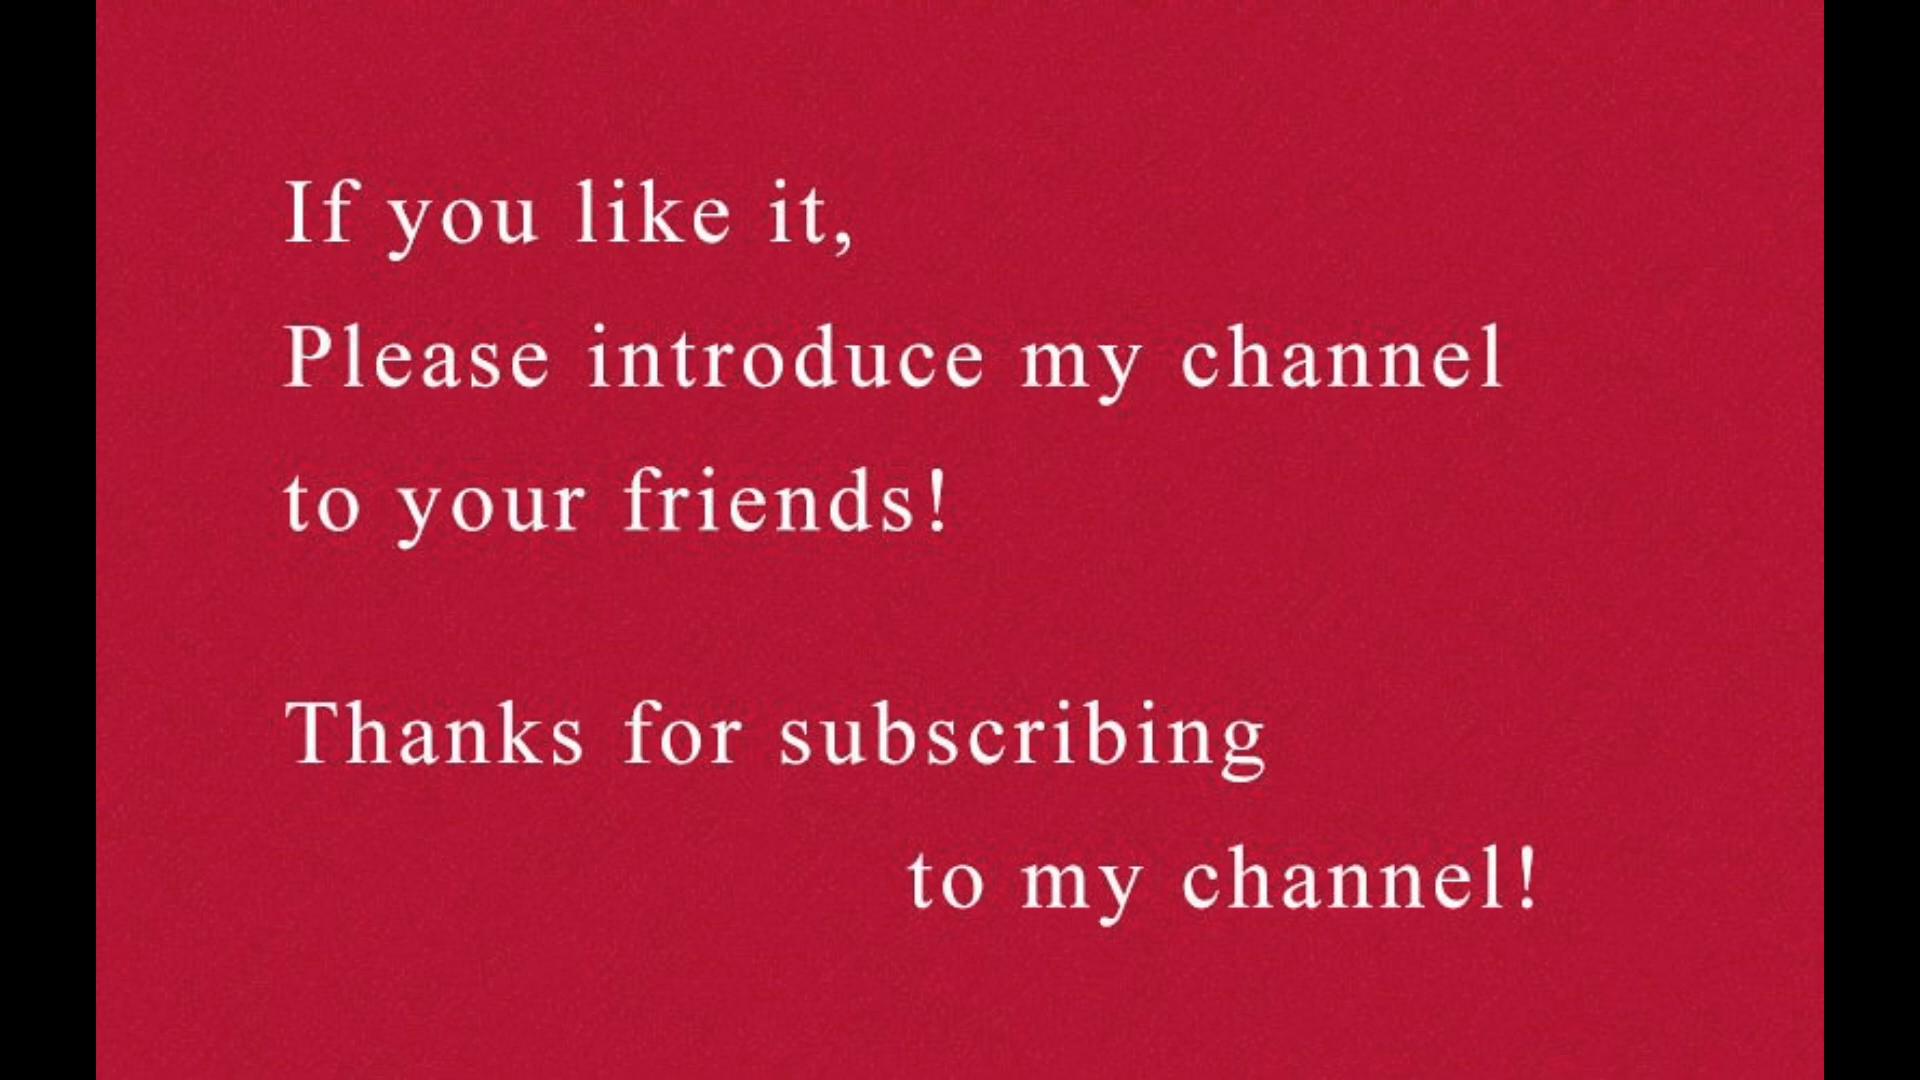 If you like it,
Please introduce my channel
to your friends!
Thanks for subscribing
to my channel!